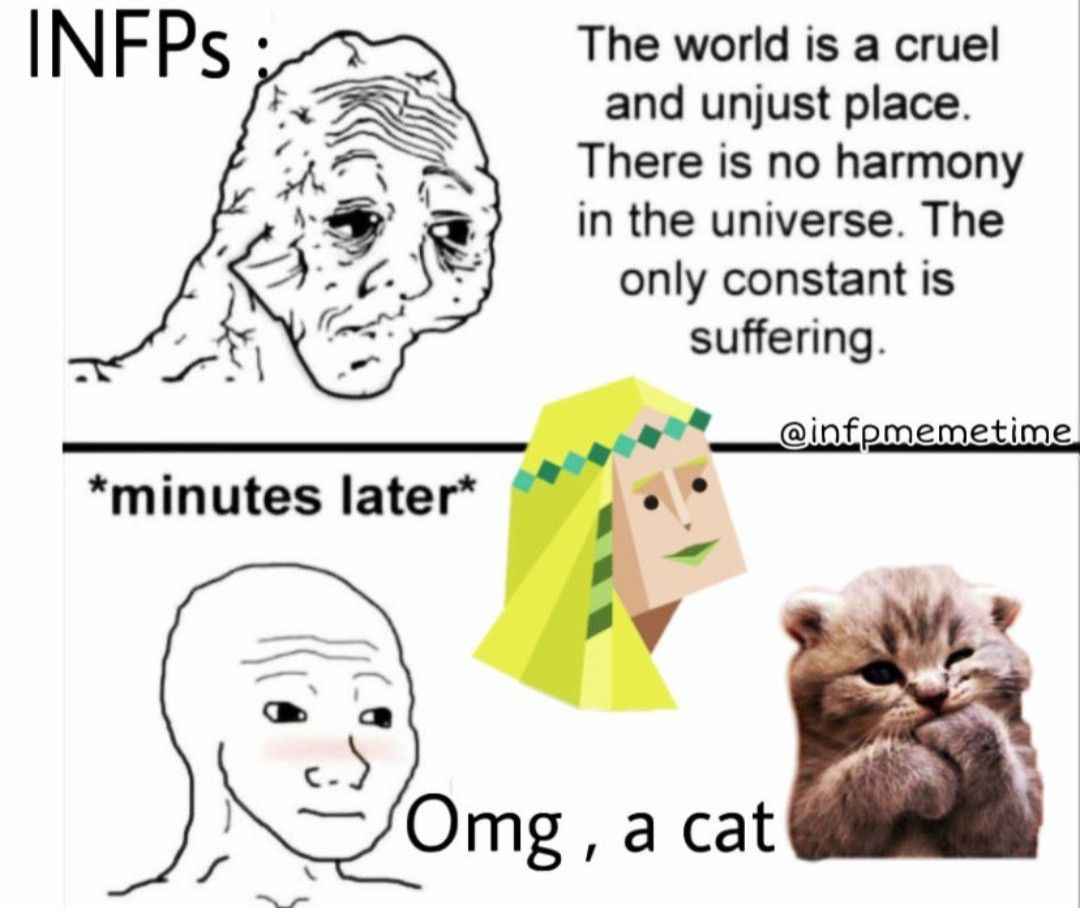 INFPs :
The world is a cruel
and unjust place.
There is no harmony
in the universe. The
only constant is
suffering.
@infpmemetime
*minutes later*
Omg , a cat